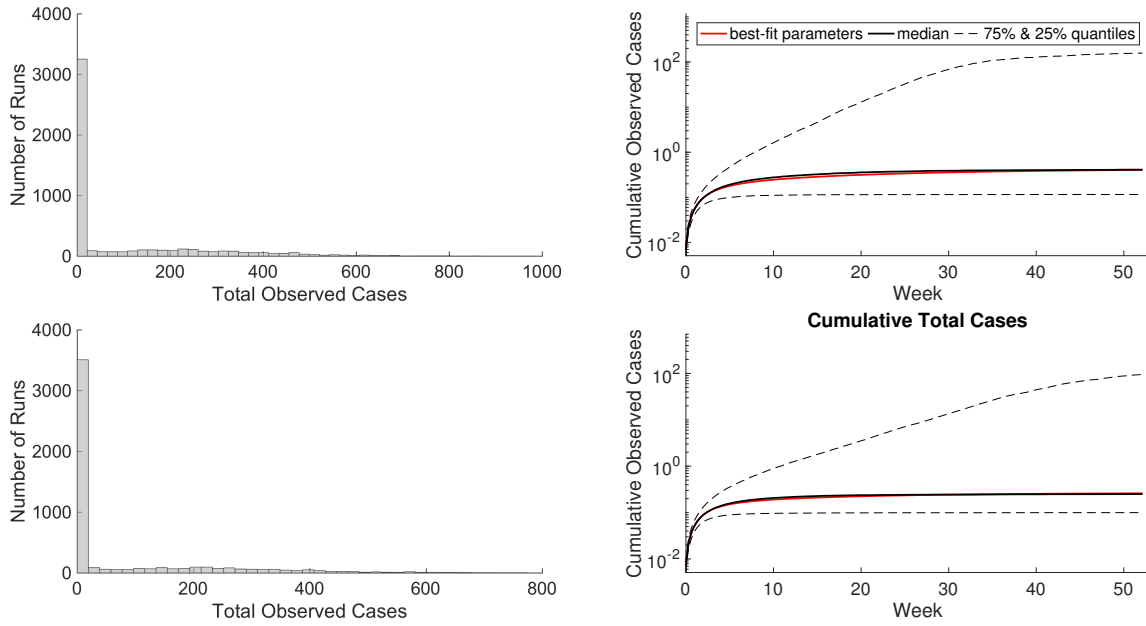 4000
3000
2000
1000
0
Number of Runs
0 200 400 600 800 1000
Total Observed Cases
best-fit parameters median 75% & 25% quantiles
10^2
10^0
10^-2
Cumulative Observed Cases
0 10 20 30 40 50
Week
4000
3000
2000
1000
0
Number of Runs
0 200 400 600 800
Total Observed Cases
Cumulative Total Cases
10^2
10^0
10^-2
Cumulative Observed Cases
0 10 20 30 40 50
Week